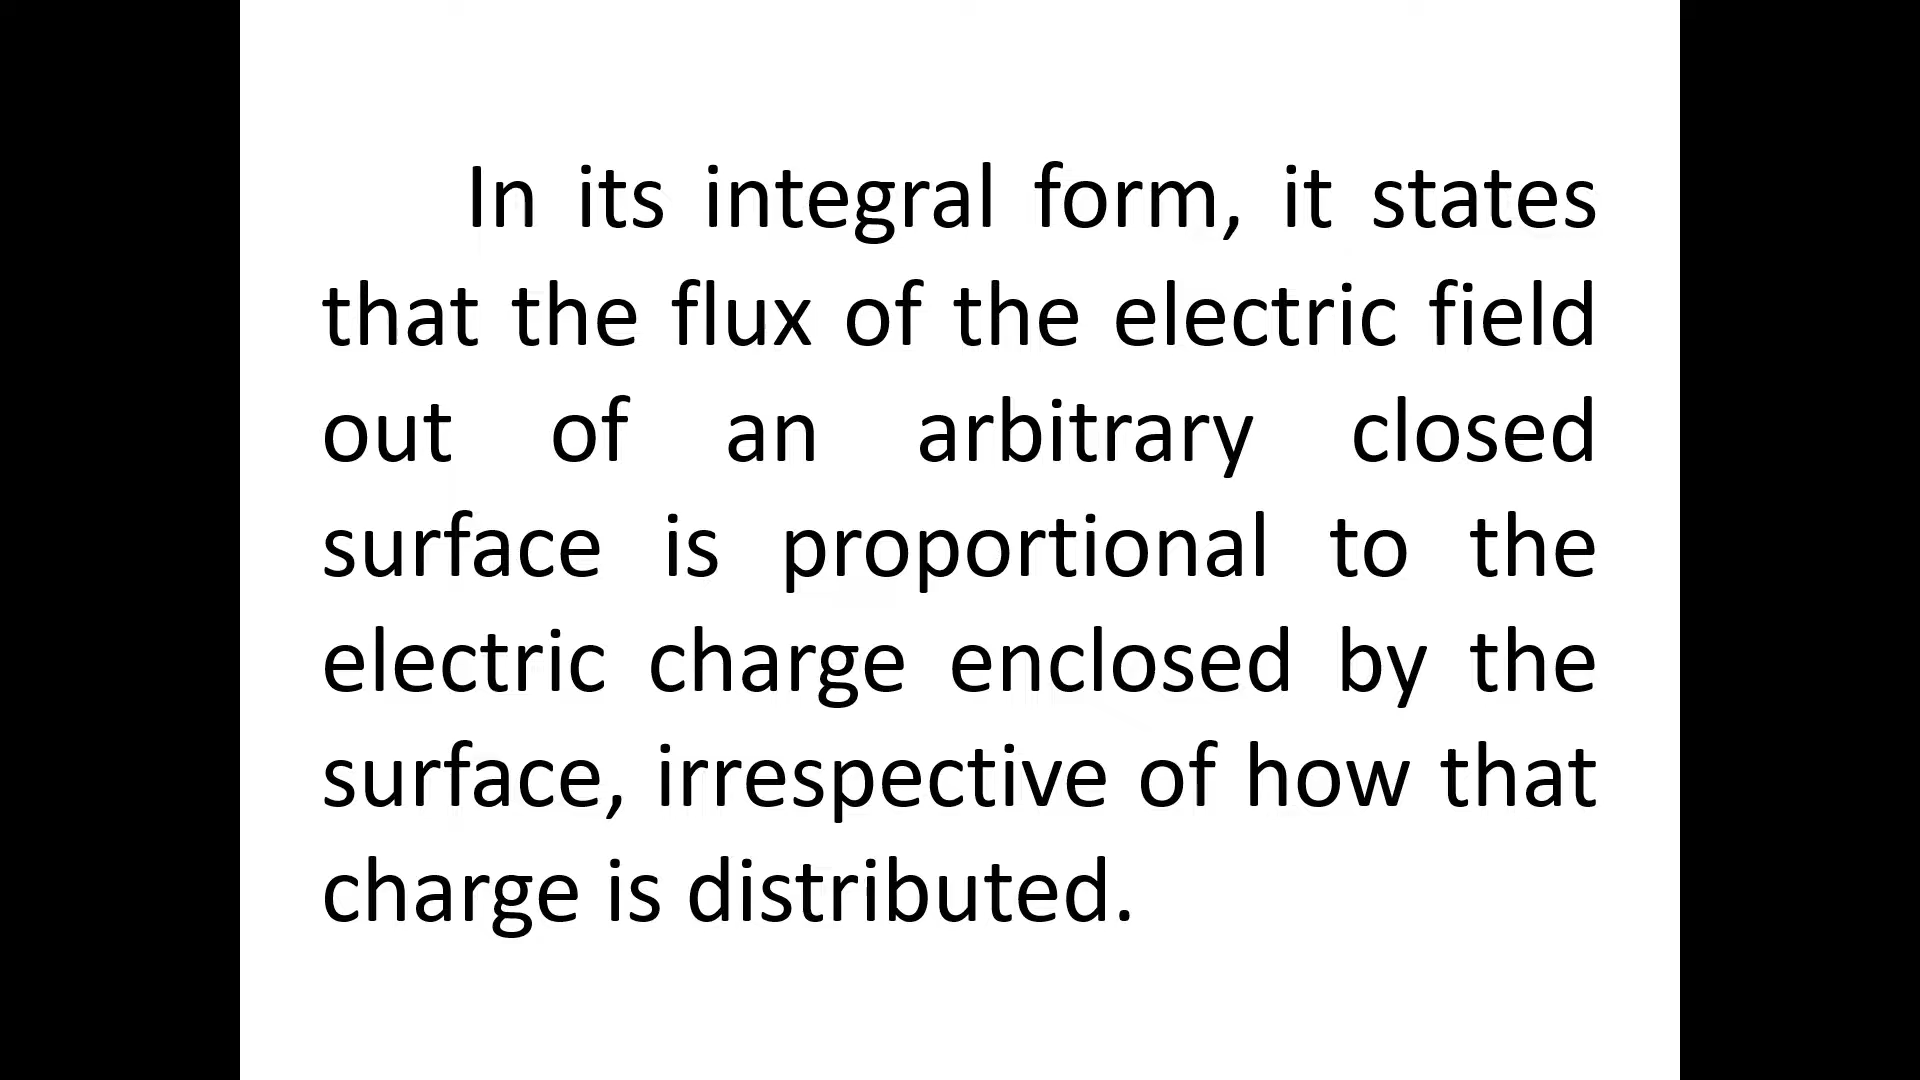 In its integral form, it states
that the flux of the electric field
out of an arbitrary closed
surface is proportional to the
electric charge enclosed by the
surface, irrespective of how that
charge is distributed.